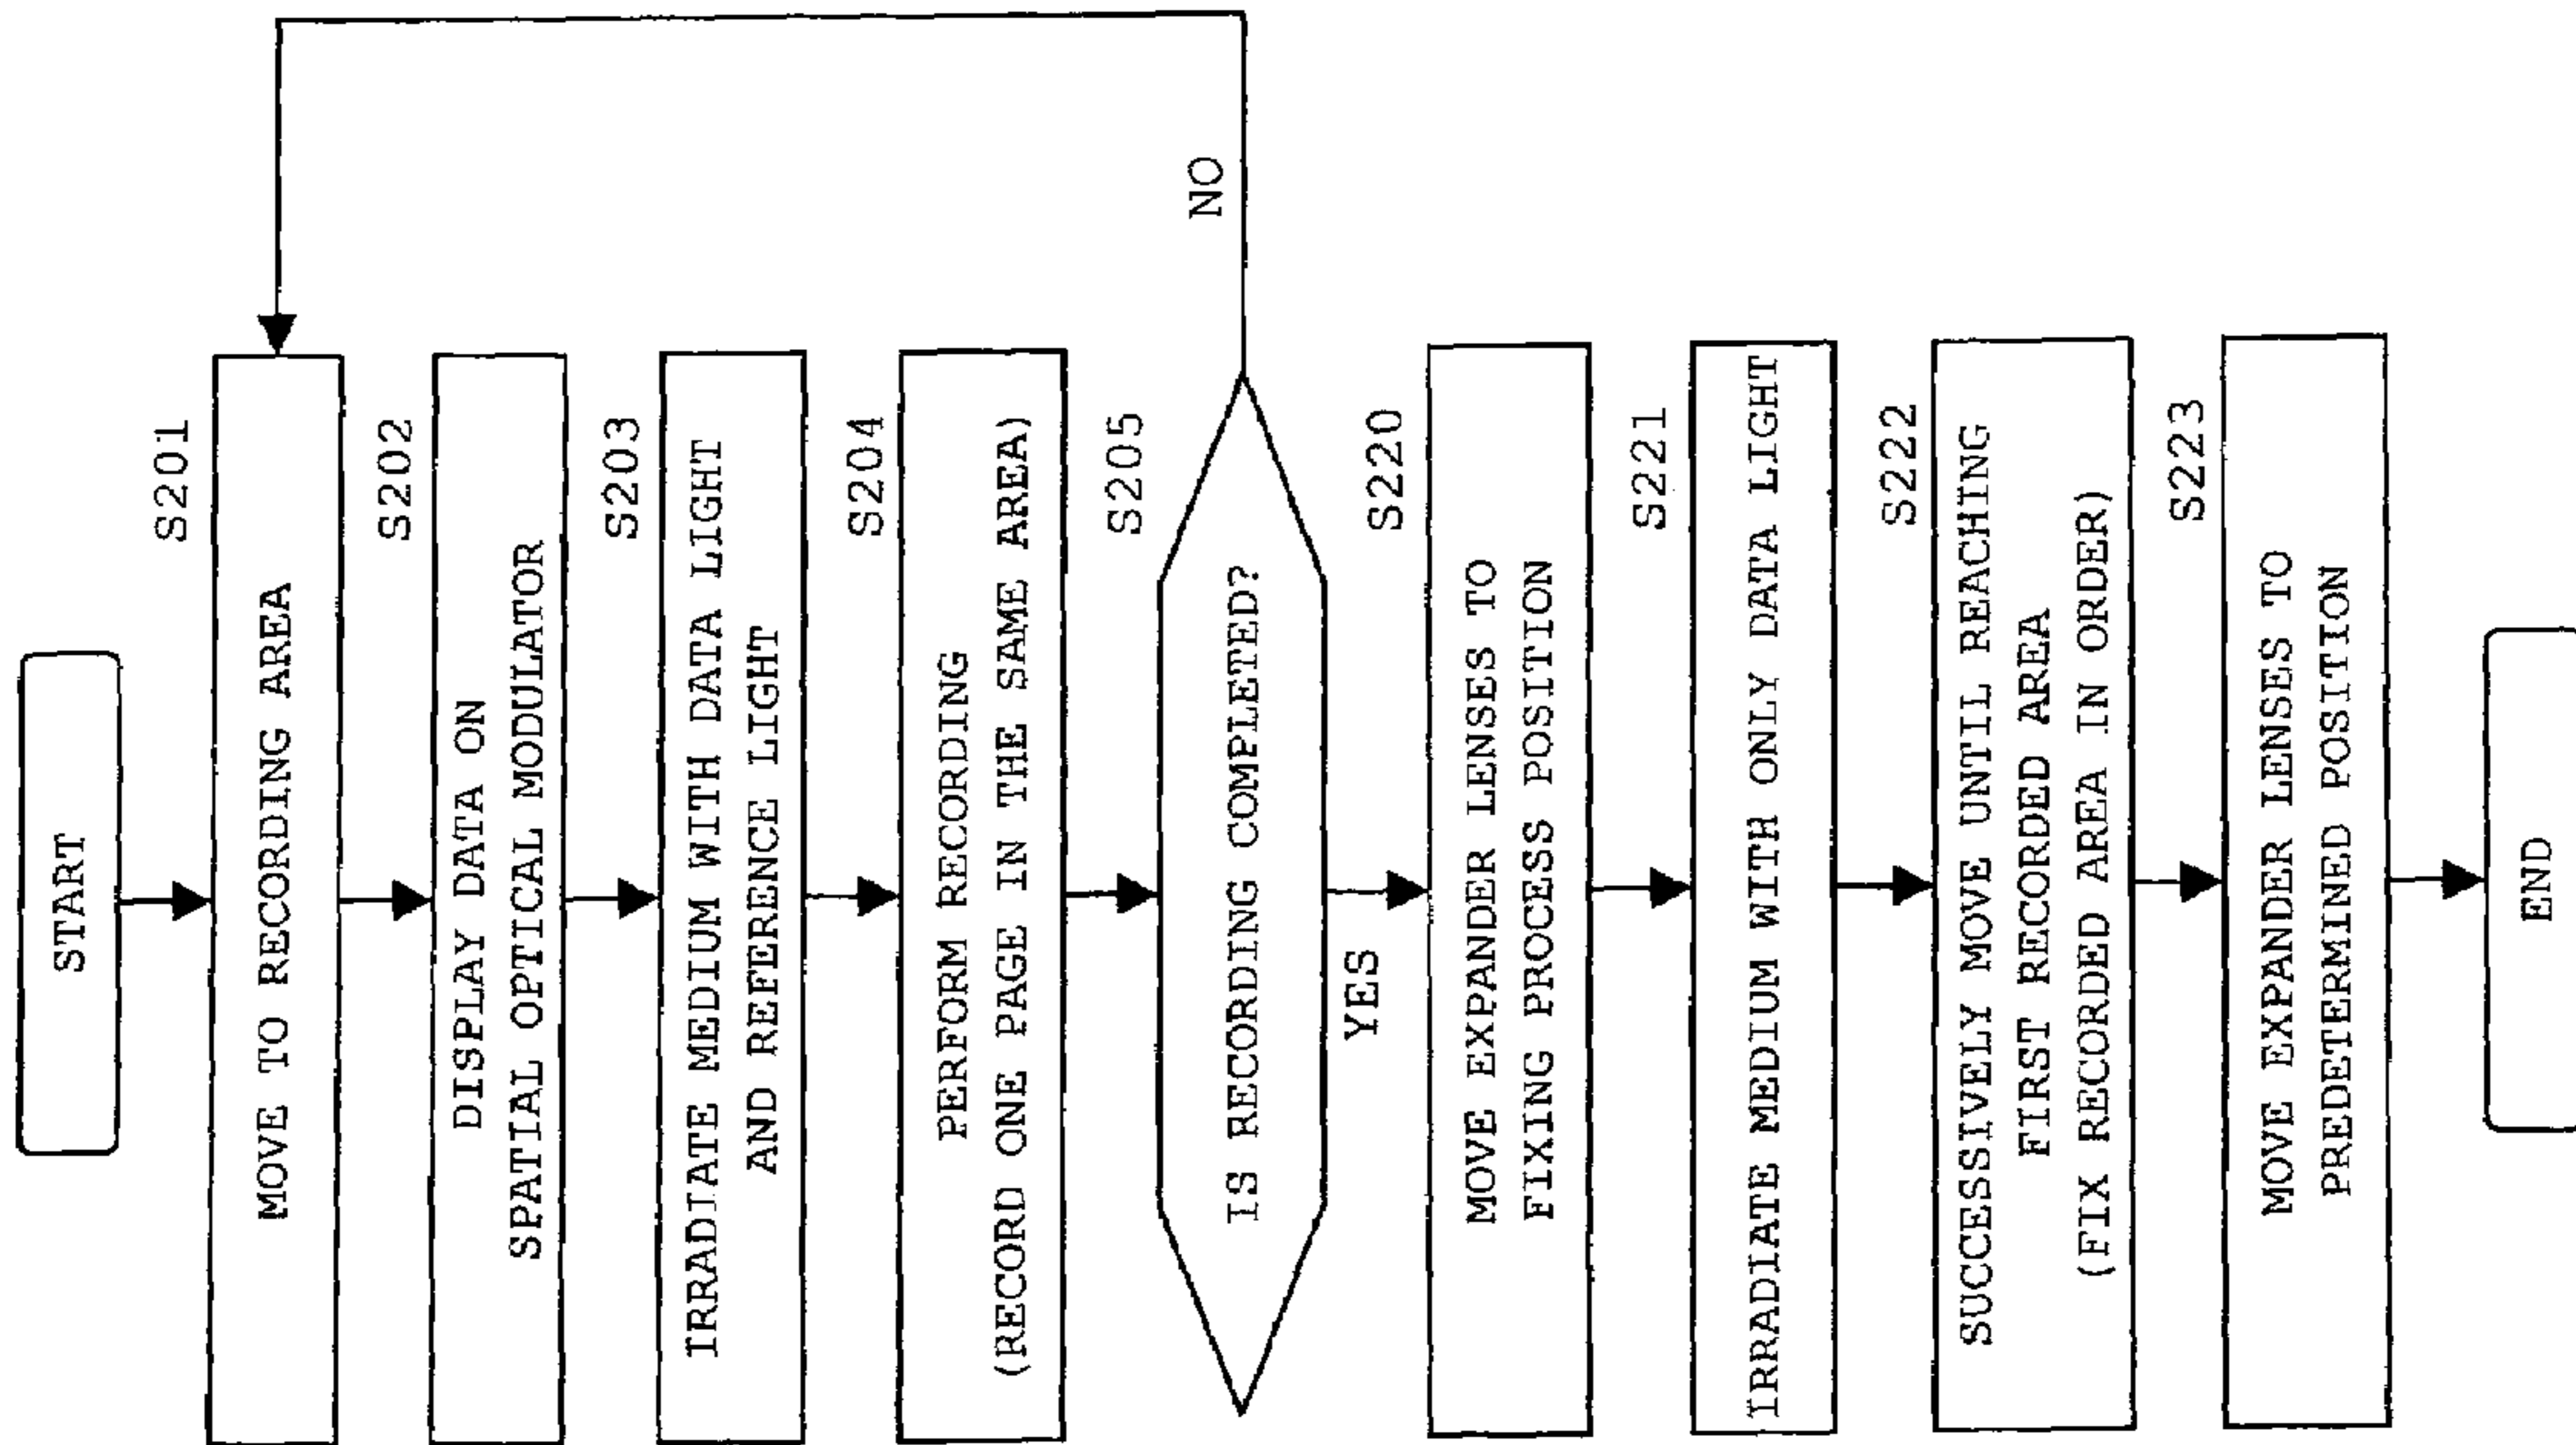 START
S201
MOVE TO RECORDING AREA
S202
DISPLAY DATA ON
SPATIAL OPTICAL MODULATOR
S203
IRRADIATE MEDIUM WITH DATA LIGHT
AND REFERENCE LIGHT
S204
PERFORM RECORDING
(RECORD ONE PAGE IN THE SAME AREA)
S205
IS RECORDING COMPLETED?
NO
YES
S220
MOVE EXPANDER LENSES TO
FIXING PROCESS POSITION
S221
IRRADIATE MEDIUM WITH ONLY DATA LIGHT
S222
SUCCESSIVELY MOVE UNTIL REACHING
FIRST RECORDED AREA
(FIX RECORDED AREA IN ORDER)
S223
MOVE EXPANDER LENSES TO
PREDETERMINED POSITION
END